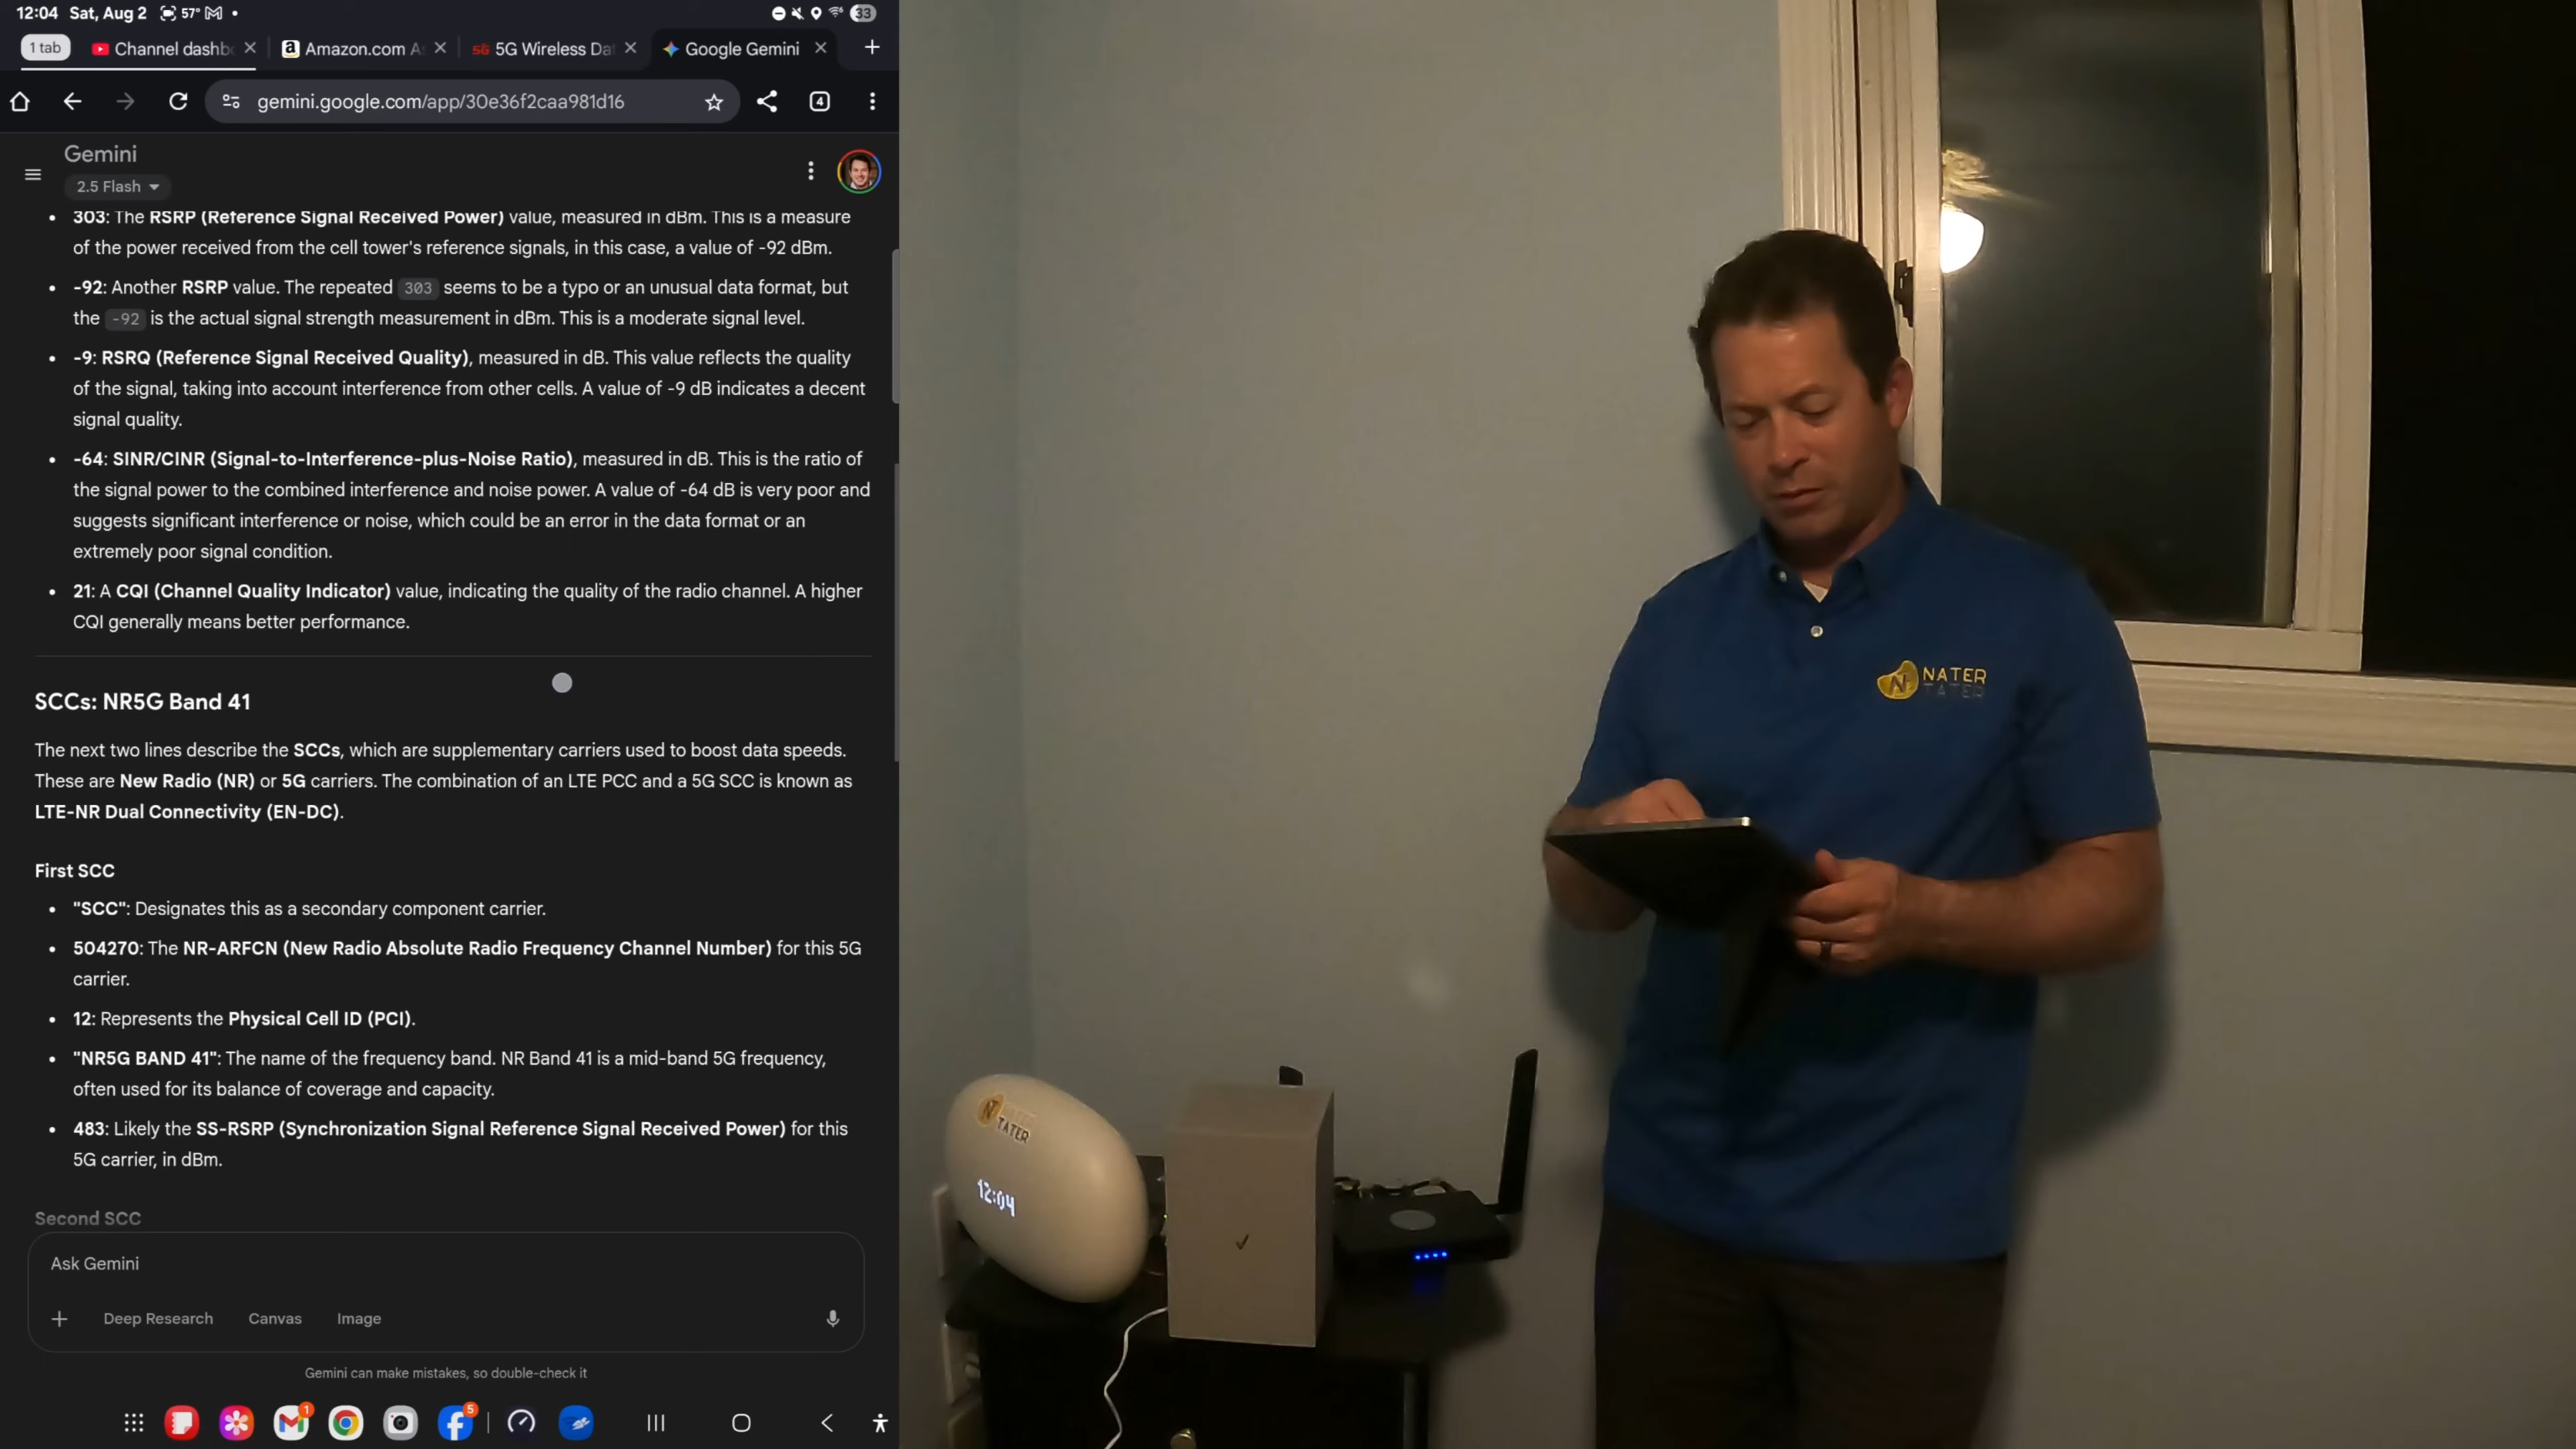 12:04 Sat, Aug 2 57°
33
1 tab Channel dashb Amazon.com 5G Wireless Da Google Gemini
gemini.google.com/app/30e36f2caa981d16
4
Gemini
2.5 Flash
303: The RSRP (Reference Signal Received Power) value, measured in dBm. This is a measure
of the power received from the cell tower's reference signals, in this case, a value of -92 dBm.
-92: Another RSRP value. The repeated 303 seems to be a typo or an unusual data format, but
the -92 is the actual signal strength measurement in dBm. This is a moderate signal level.
-9: RSRQ (Reference Signal Received Quality), measured in dB. This value reflects the quality
of the signal, taking into account interference from other cells. A value of -9 dB indicates a decent
signal quality.
-64: SINR/CINR (Signal-to-Interference-plus-Noise Ratio), measured in dB. This is the ratio of
the signal power to the combined interference and noise power. A value of -64 dB is very poor and
suggests significant interference or noise, which could be an error in the data format or an
extremely poor signal condition.
21: A CQI (Channel Quality Indicator) value, indicating the quality of the radio channel. A higher
CQI generally means better performance.
SCCs: NR5G Band 41
The next two lines describe the SCCs, which are supplementary carriers used to boost data speeds.
These are New Radio (NR) or 5G carriers. The combination of an LTE PCC and a 5G SCC is known as
LTE-NR Dual Connectivity (EN-DC).
First SCC
"SCC": Designates this as a secondary component carrier.
504270: The NR-ARFCN (New Radio Absolute Radio Frequency Channel Number) for this 5G
carrier.
12: Represents the Physical Cell ID (PCI).
"NR5G BAND 41": The name of the frequency band. NR Band 41 is a mid-band 5G frequency,
often used for its balance of coverage and capacity.
483: Likely the SS-RSRP (Synchronization Signal Reference Signal Received Power) for this
5G carrier, in dBm.
Second SCC
Ask Gemini
Deep Research Canvas Image
Gemini can make mistakes, so double-check it
1
5
N NATER
TATER
N
TATER
12:04